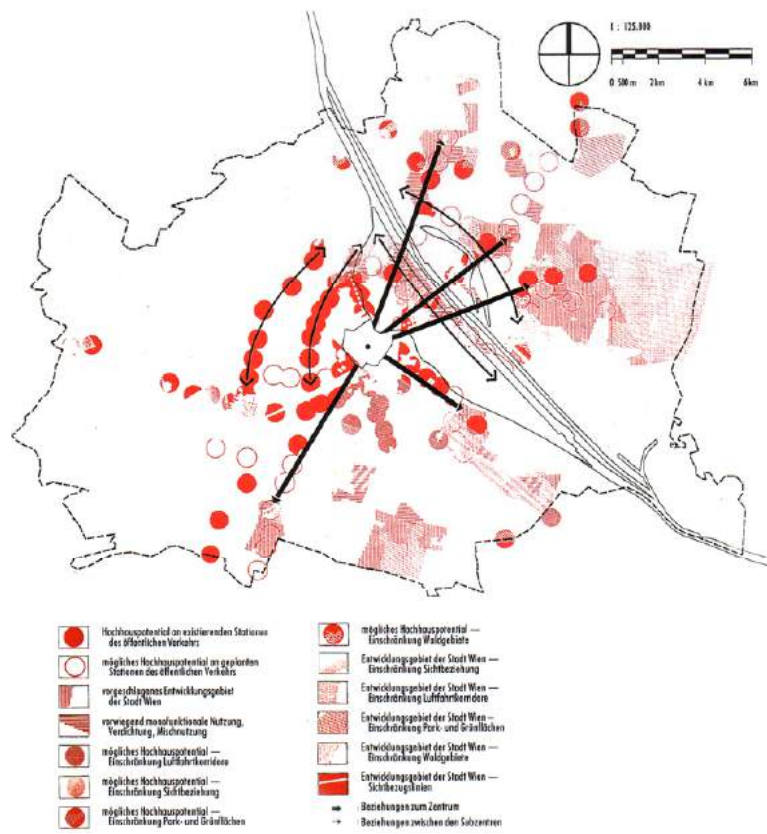 1 : 125.000
0 500 m 2 km 4 km 6 km
Hochhauspotential an existierenden Stationen
des öffentlichen Verkehrs
mögliches Hochhauspotential an geplanten
Stationen des öffentlichen Verkehrs
vorgeschlagenes Entwicklungsgebiet
der Stadt Wien
vorwiegend monofunktionale Nutzung,
Verdichtung, Mischnutzung
mögliches Hochhauspotential —
Einschränkung Luftfahrtkorridore
mögliches Hochhauspotential —
Einschränkung Sichtbeziehung
mögliches Hochhauspotential —
Einschränkung Park- und Grünflächen
mögliches Hochhauspotential —
Einschränkung Waldgebiete
Entwicklungsgebiet der Stadt Wien —
Einschränkung Sichtbeziehung
Entwicklungsgebiet der Stadt Wien —
Einschränkung Luftfahrtkorridore
Entwicklungsgebiet der Stadt Wien —
Einschränkung Park- und Grünflächen
Entwicklungsgebiet der Stadt Wien —
Einschränkung Waldgebiete
Entwicklungsgebiet der Stadt Wien —
Sichtbezugslinien
Beziehungen zum Zentrum
Beziehungen zwischen den Subzentren